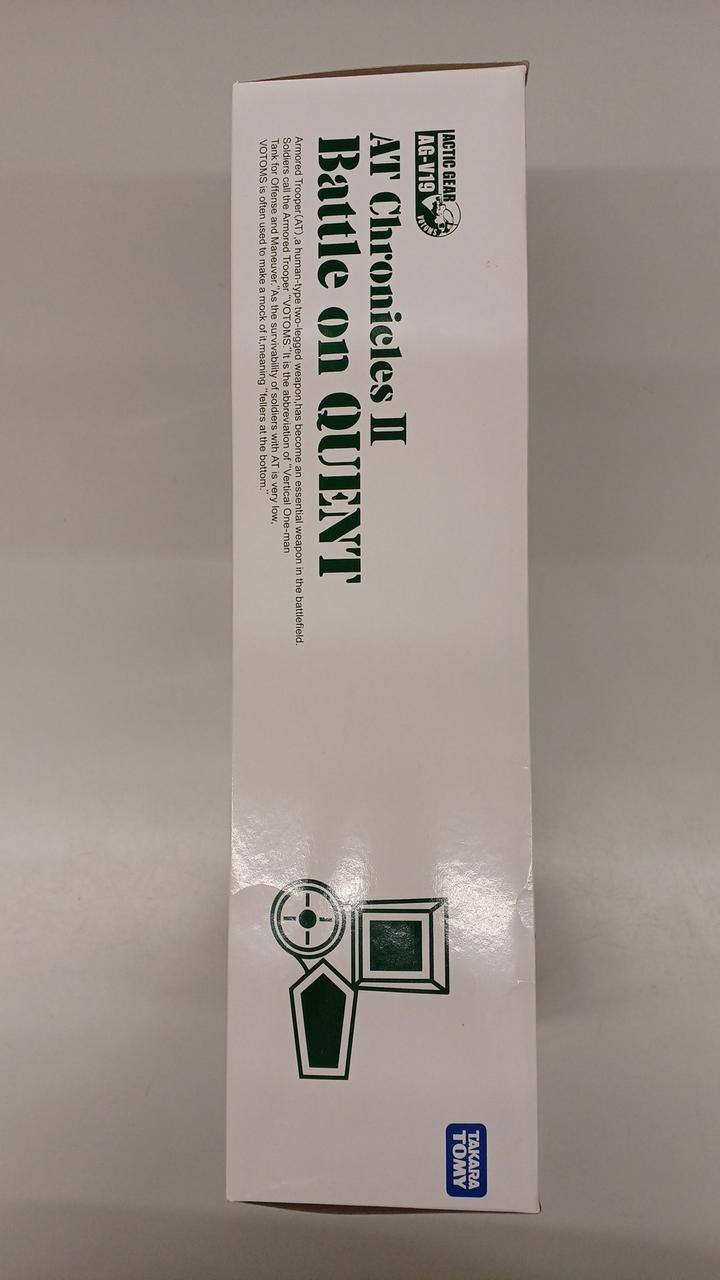 ACTIC GEAR
AG-V19
VOTOMS
AT Chronicles II
Battle on QUENT
Armored Trooper(AT),a human-type two-legged weapon,has become an essential weapon in the battlefield.
Soldiers call the Armored Trooper "VOTOMS."It is the abbreviation of "Vertical One-man
Tank for Offense and Maneuver."As the survivability of soldiers with AT is very low,
VOTOMS is often used to make a mock of it,meaning "fellers at the bottom."
TAKARA
TOMY